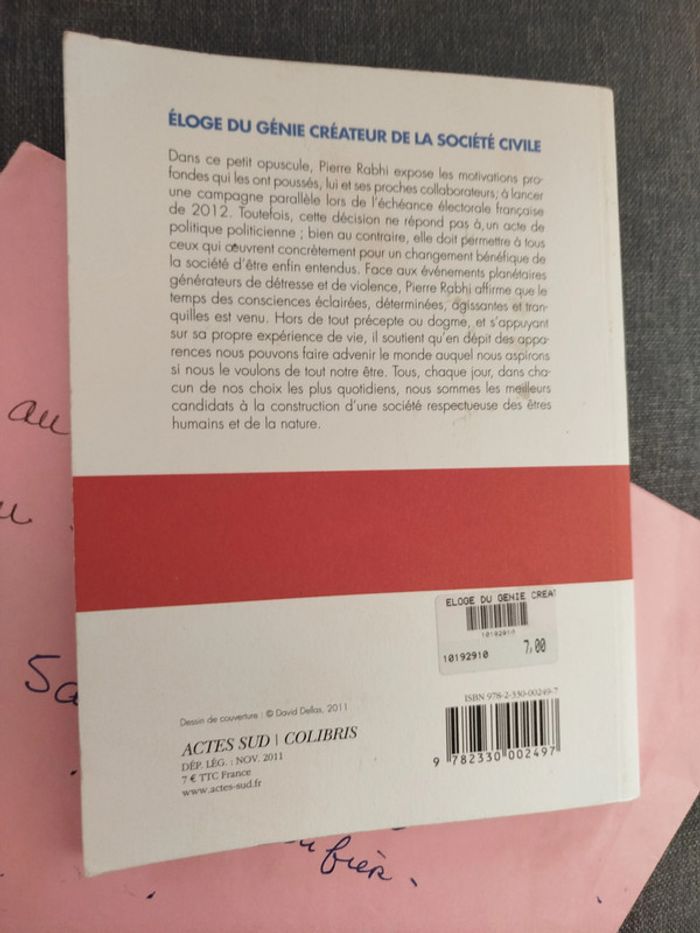 ÉLOGE DU GÉNIE CRÉATEUR DE LA SOCIÉTÉ CIVILE
Dans ce petit opuscule, Pierre Rabhi expose les motivations pro-
fondes qui les ont poussés, lui et ses proches collaborateurs, à lancer
une campagne parallèle lors de l'échéance électorale française
de 2012. Toutefois, cette décision ne répond pas à un acte de
politique politicienne ; bien au contraire, elle doit permettre à tous
ceux qui œuvrent concrètement pour un changement bénéfique de
la société d'être enfin entendus. Face aux événements planétaires
générateurs de détresse et de violence, Pierre Rabhi affirme que le
temps des consciences éclairées, déterminées, agissantes et tran-
quilles est venu. Hors de tout précepte ou dogme, et s'appuyant
sur sa propre expérience de vie, il soutient qu'en dépit des appa-
rences nous pouvons faire advenir le monde auquel nous aspirons
si nous le voulons de tout notre être. Tous, chaque jour, dans cha-
cun de nos choix les plus quotidiens, nous sommes les meilleurs
candidats à la construction d'une société respectueuse des êtres
humains et de la nature.
au
ELOGE DU GENIE CREAT
10192910
10192910 7,00
Dessin de couverture : © David Dellas, 2011
ACTES SUD | COLIBRIS
DÉP. LÉG. : NOV. 2011
7 € TTC France
www.actes-sud.fr
ISBN 978-2-330-00249-7
9 782330 002497